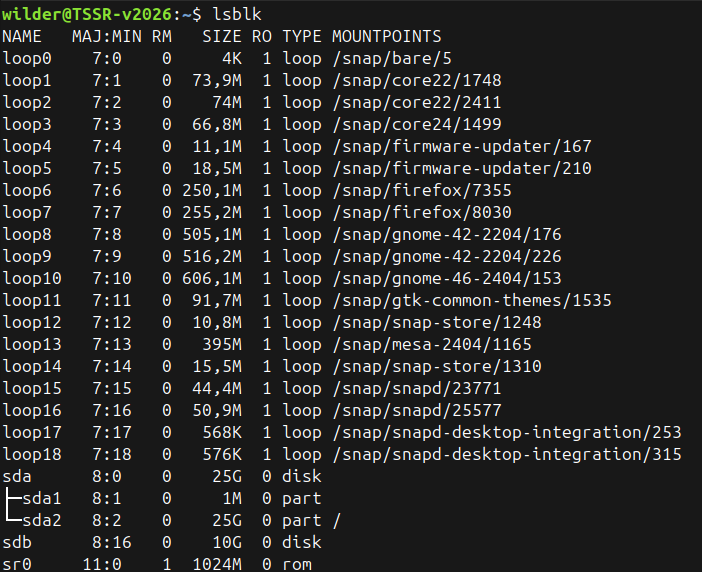 wilder@TSSR-v2026:~$ lsblk
NAME   MAJ:MIN RM   SIZE RO TYPE MOUNTPOINTS
loop0    7:0    0     4K  1 loop /snap/bare/5
loop1    7:1    0  73,9M  1 loop /snap/core22/1748
loop2    7:2    0    74M  1 loop /snap/core22/2411
loop3    7:3    0  66,8M  1 loop /snap/core24/1499
loop4    7:4    0  11,1M  1 loop /snap/firmware-updater/167
loop5    7:5    0  18,5M  1 loop /snap/firmware-updater/210
loop6    7:6    0 250,1M  1 loop /snap/firefox/7355
loop7    7:7    0 255,2M  1 loop /snap/firefox/8030
loop8    7:8    0 505,1M  1 loop /snap/gnome-42-2204/176
loop9    7:9    0 516,2M  1 loop /snap/gnome-42-2204/226
loop10   7:10   0 606,1M  1 loop /snap/gnome-46-2404/153
loop11   7:11   0  91,7M  1 loop /snap/gtk-common-themes/1535
loop12   7:12   0  10,8M  1 loop /snap/snap-store/1248
loop13   7:13   0   395M  1 loop /snap/mesa-2404/1165
loop14   7:14   0  15,5M  1 loop /snap/snap-store/1310
loop15   7:15   0  44,4M  1 loop /snap/snapd/23771
loop16   7:16   0  50,9M  1 loop /snap/snapd/25577
loop17   7:17   0   568K  1 loop /snap/snapd-desktop-integration/253
loop18   7:18   0   576K  1 loop /snap/snapd-desktop-integration/315
sda      8:0    0    25G  0 disk
├─sda1   8:1    0     1M  0 part
└─sda2   8:2    0    25G  0 part /
sdb      8:16   0    10G  0 disk
sr0     11:0    1  1024M  0 rom